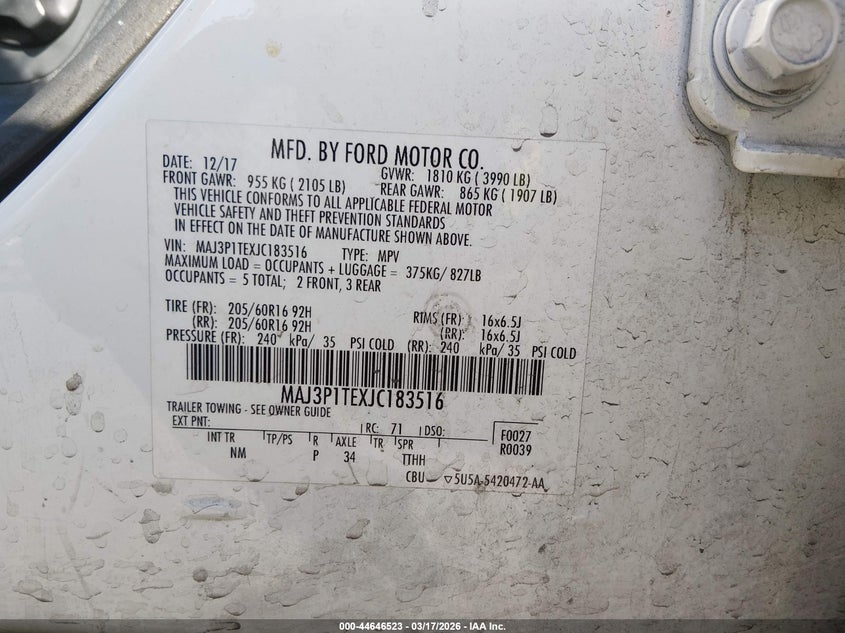 MFD. BY FORD MOTOR CO.
DATE: 12/17 GVWR: 1810 KG ( 3990 LB)
FRONT GAWR: 955 KG ( 2105 LB) REAR GAWR: 865 KG ( 1907 LB)
THIS VEHICLE CONFORMS TO ALL APPLICABLE FEDERAL MOTOR
VEHICLE SAFETY AND THEFT PREVENTION STANDARDS
IN EFFECT ON THE DATE OF MANUFACTURE SHOWN ABOVE.
VIN: MAJ3P1TEXJC183516 TYPE: MPV
MAXIMUM LOAD = OCCUPANTS + LUGGAGE = 375KG/ 827LB
OCCUPANTS = 5 TOTAL; 2 FRONT, 3 REAR
TIRE (FR): 205/60R16 92H RIMS (FR): 16x6.5J
(RR): 205/60R16 92H (RR): 16x6.5J
PRESSURE (FR): 240 kPa/ 35 PSI COLD (RR): 240 kPa/ 35 PSI COLD
MAJ3P1TEXJC183516
TRAILER TOWING - SEE OWNER GUIDE
EXT PNT: RC: 71 DSO: F0027
INT TR TP/PS R AXLE TR SPR R0039
NM P 34 TTHH
CBU ▽5U5A-5420472-AA
000-44646523 - 03/17/2026 - IAA Inc.